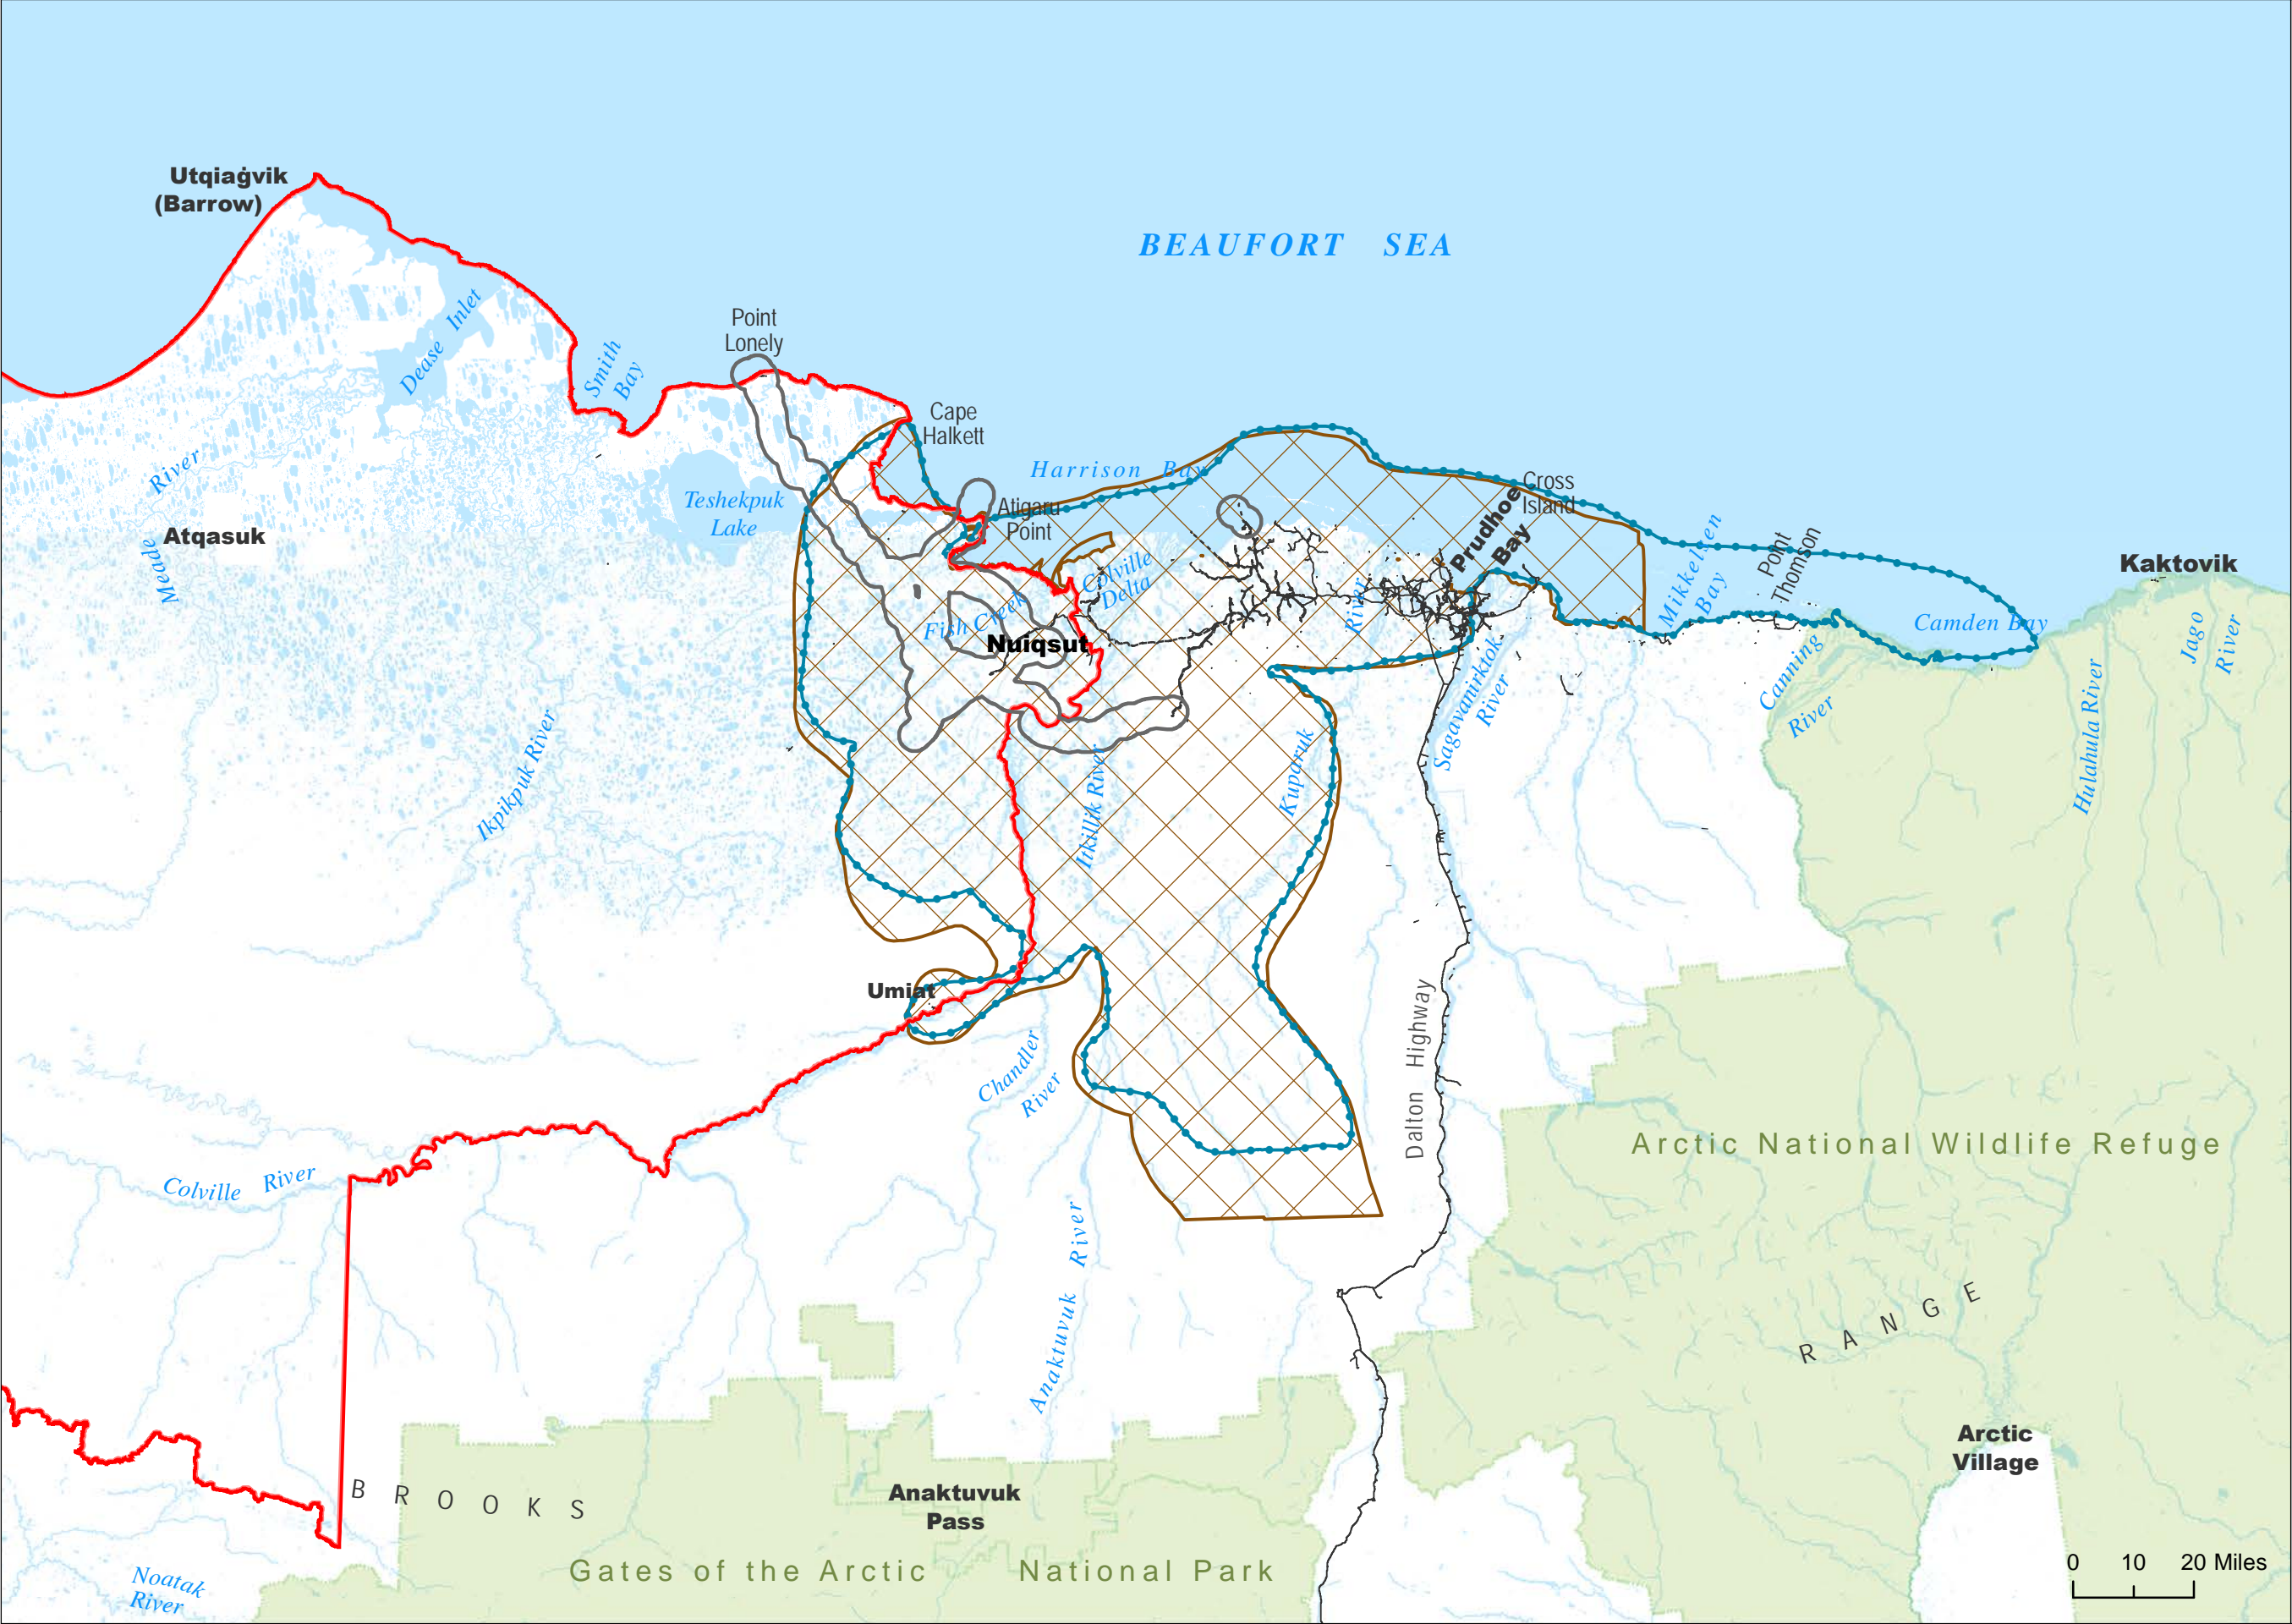 Utqiaġvik
(Barrow)
BEAUFORT SEA
Dease Inlet
Smith
Bay
Point
Lonely
Cape
Halkett
Harrison Bay
Teshekpuk
Lake
Atigaru
Point
Cross
Island
Prudhoe
Bay
Meade River
Atqasuk
Colville
Delta
Fish Creek
Nuiqsut
Mikkelsen
Bay
Point
Thomson
Kaktovik
Camden Bay
Jago
River
Canning
River
Hulahula River
Sagavanirktok
River
Kuparuk River
Itkillik River
Ikpikpuk River
Umiat
Chandler
River
Dalton Highway
Arctic National Wildlife Refuge
Colville River
Anaktuvuk River
BROOKS RANGE
Arctic
Village
Anaktuvuk
Pass
Gates of the Arctic National Park
Noatak
River
0 10 20 Miles